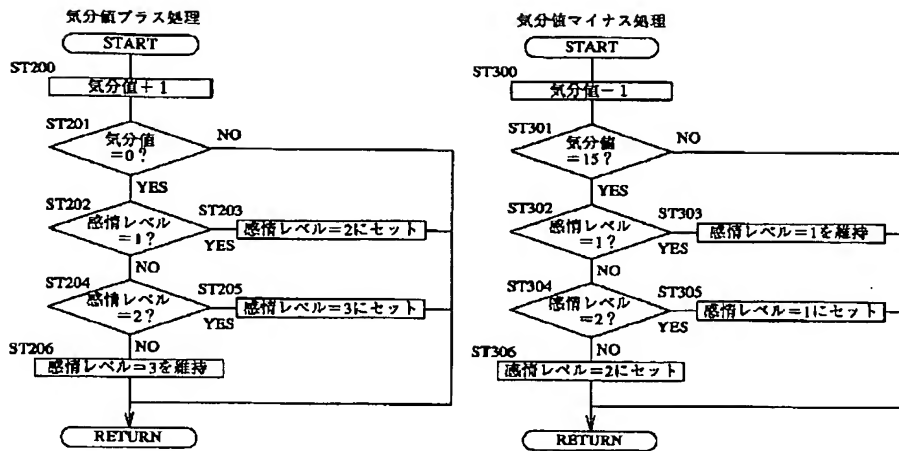 気分値プラス処理
START
ST200
気分値+1
ST201
気分値
=0?
NO
YES
ST202
感情レベル
=1?
ST203
YES
感情レベル=2にセット
NO
ST204
感情レベル
=2?
ST205
YES
感情レベル=3にセット
NO
ST206
感情レベル=3を維持
RETURN
気分値マイナス処理
START
ST300
気分値-1
ST301
気分値
=15?
NO
YES
ST302
感情レベル
=1?
ST303
YES
感情レベル=1を維持
NO
ST304
感情レベル
=2?
ST305
YES
感情レベル=1にセット
NO
ST306
感情レベル=2にセット
RETURN